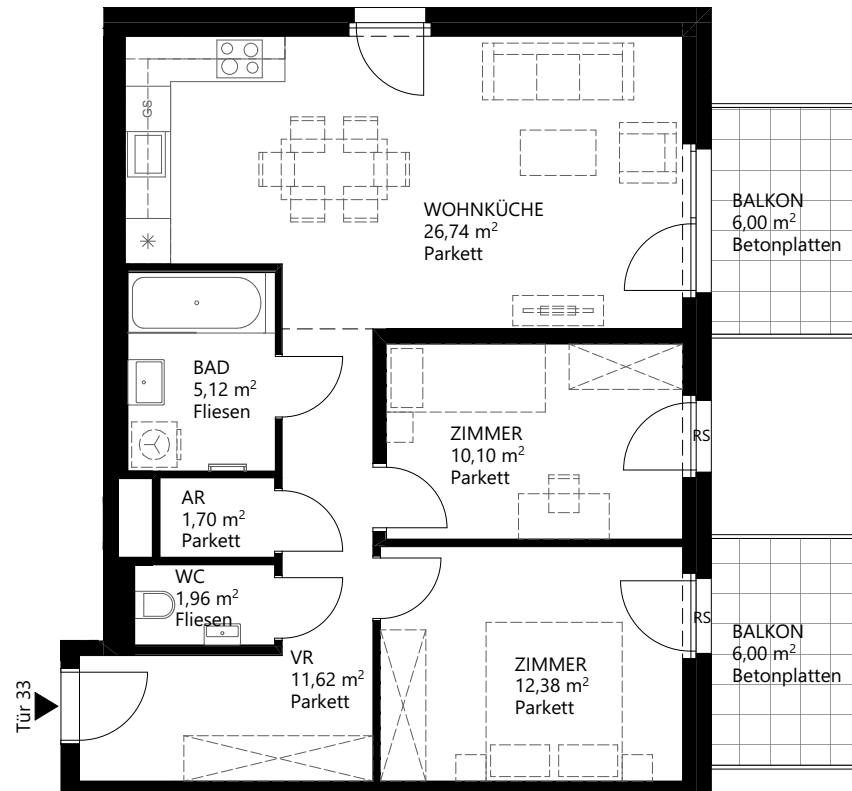 GS
WOHNKÜCHE
26,74 m²
Parkett
BALKON
6,00 m²
Betonplatten
BAD
5,12 m²
Fliesen
ZIMMER
10,10 m²
Parkett
RS
AR
1,70 m²
Parkett
WC
1,96 m²
Fliesen
RS
VR
11,62 m²
Parkett
ZIMMER
12,38 m²
Parkett
BALKON
6,00 m²
Betonplatten
Tür 33